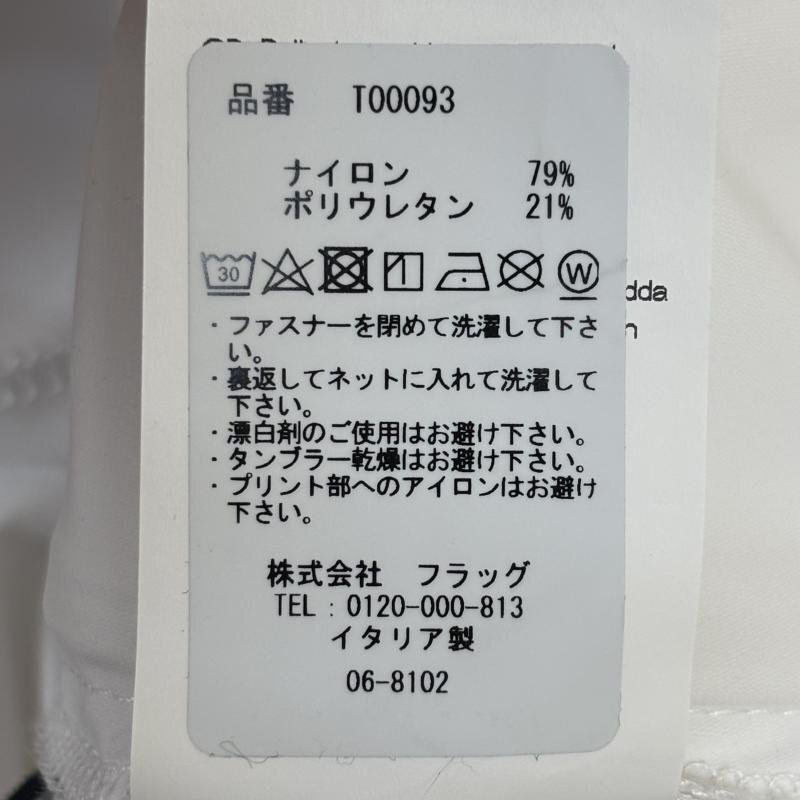 品番 T00093
ナイロン 79%
ポリウレタン 21%
30 W
dda
・ファスナーを閉めて洗濯して下さ
n
い。
・裏返してネットに入れて洗濯して
下さい。
・漂白剤のご使用はお避け下さい。
・タンブラー乾燥はお避け下さい。
・プリント部へのアイロンはお避け
下さい。
株式会社 フラッグ
TEL：0120-000-813
イタリア製
06-8102